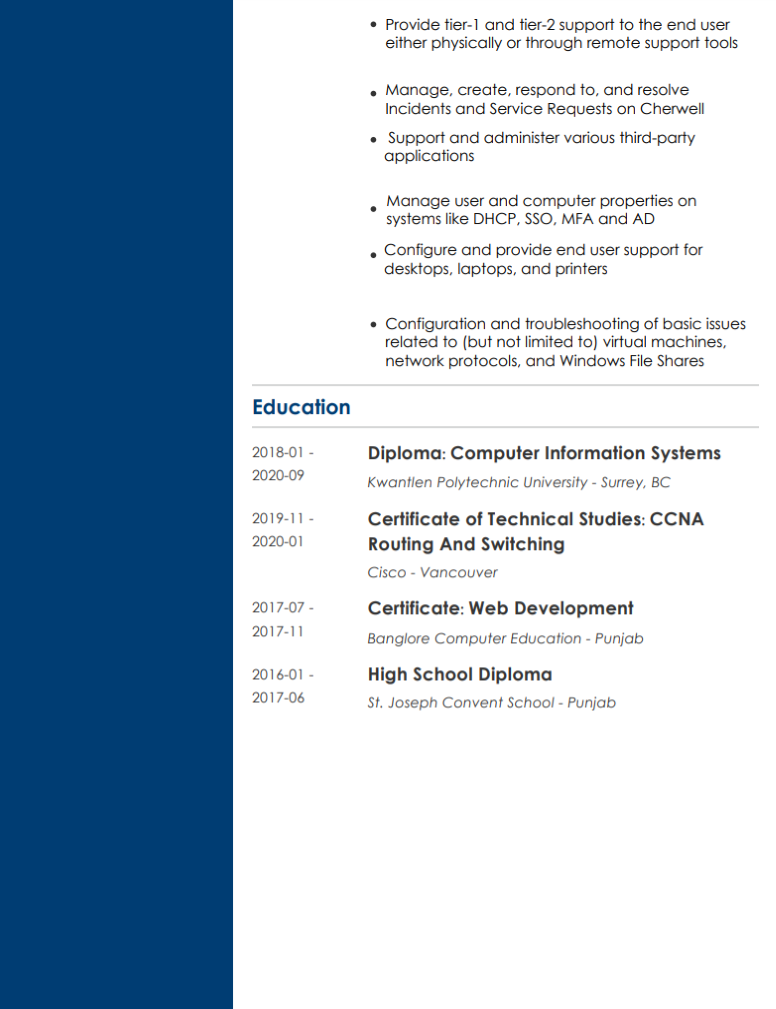 • Provide tier-1 and tier-2 support to the end user
either physically or through remote support tools
• Manage, create, respond to, and resolve
Incidents and Service Requests on Cherwell
• Support and administer various third-party
applications
• Manage user and computer properties on
systems like DHCP, SSO, MFA and AD
• Configure and provide end user support for
desktops, laptops, and printers
• Configuration and troubleshooting of basic issues
related to (but not limited to) virtual machines,
network protocols, and Windows File Shares
Education
2018-01 -
2020-09
Diploma: Computer Information Systems
Kwantlen Polytechnic University - Surrey, BC
2019-11 -
2020-01
Certificate of Technical Studies: CCNA
Routing And Switching
Cisco - Vancouver
2017-07 -
2017-11
Certificate: Web Development
Banglore Computer Education - Punjab
2016-01 -
2017-06
High School Diploma
St. Joseph Convent School - Punjab